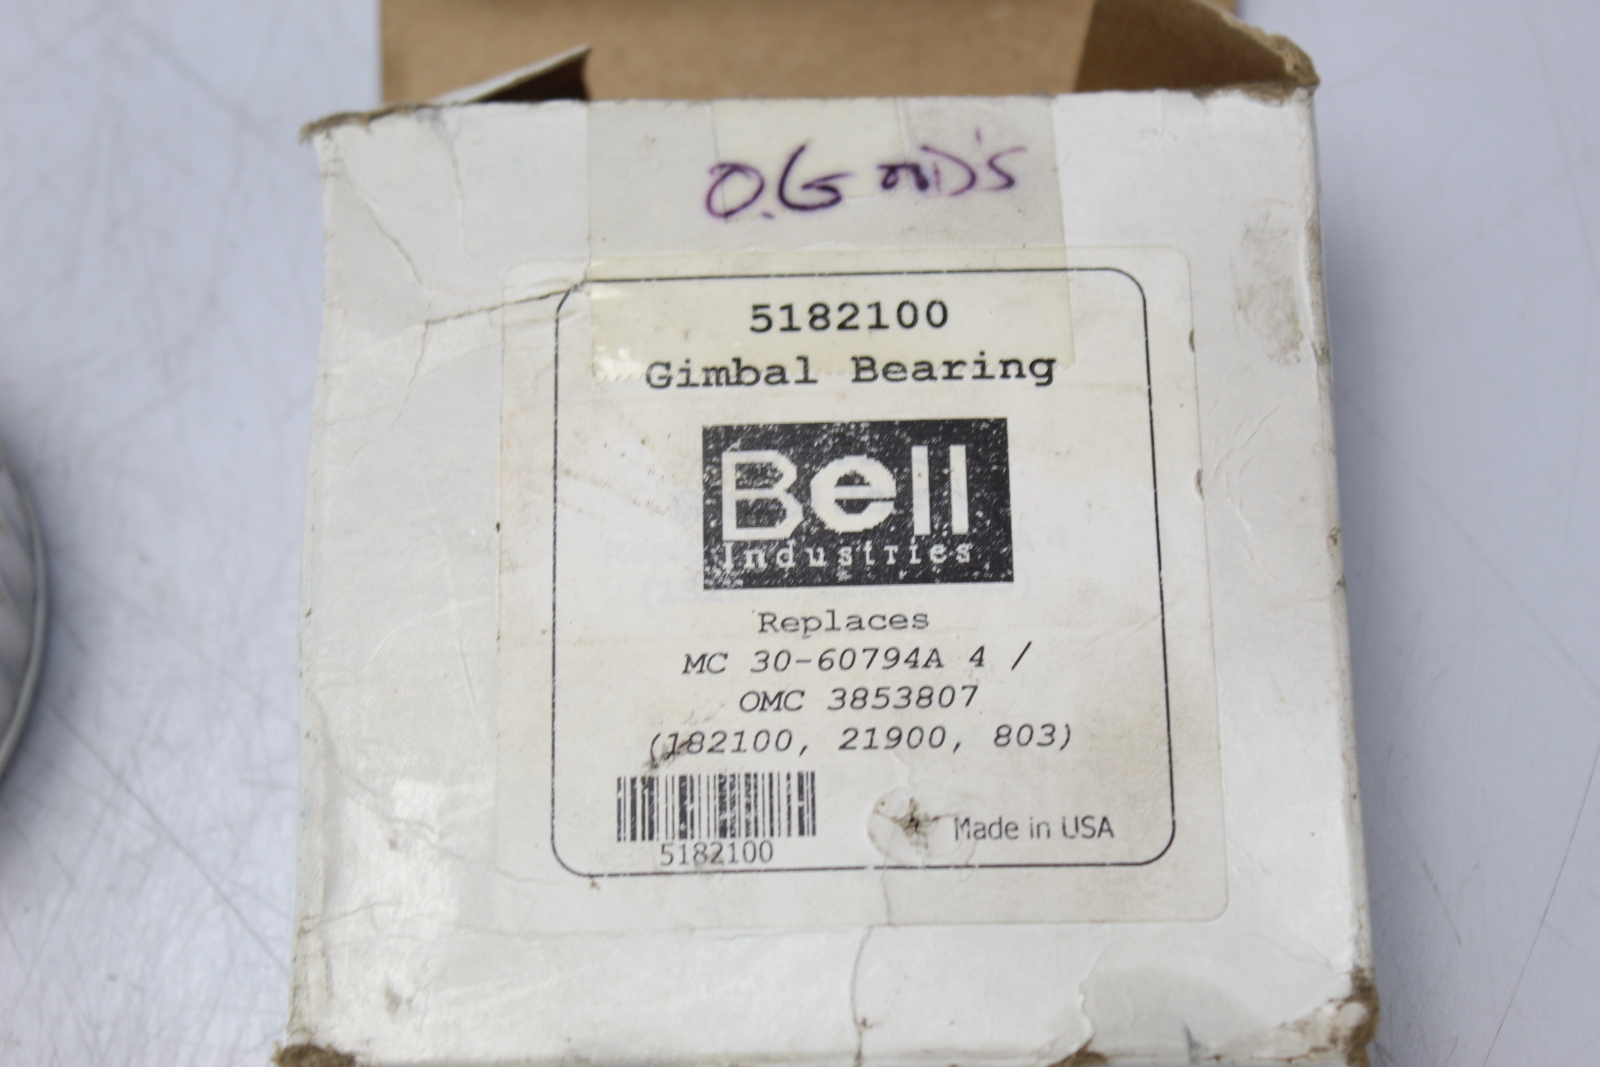 5182100
Gimbal Bearing
Bell
Industries
Replaces
MC 30-60794A 4 /
OMC 3853807
(182100, 21900, 803)
5182100
Made in USA